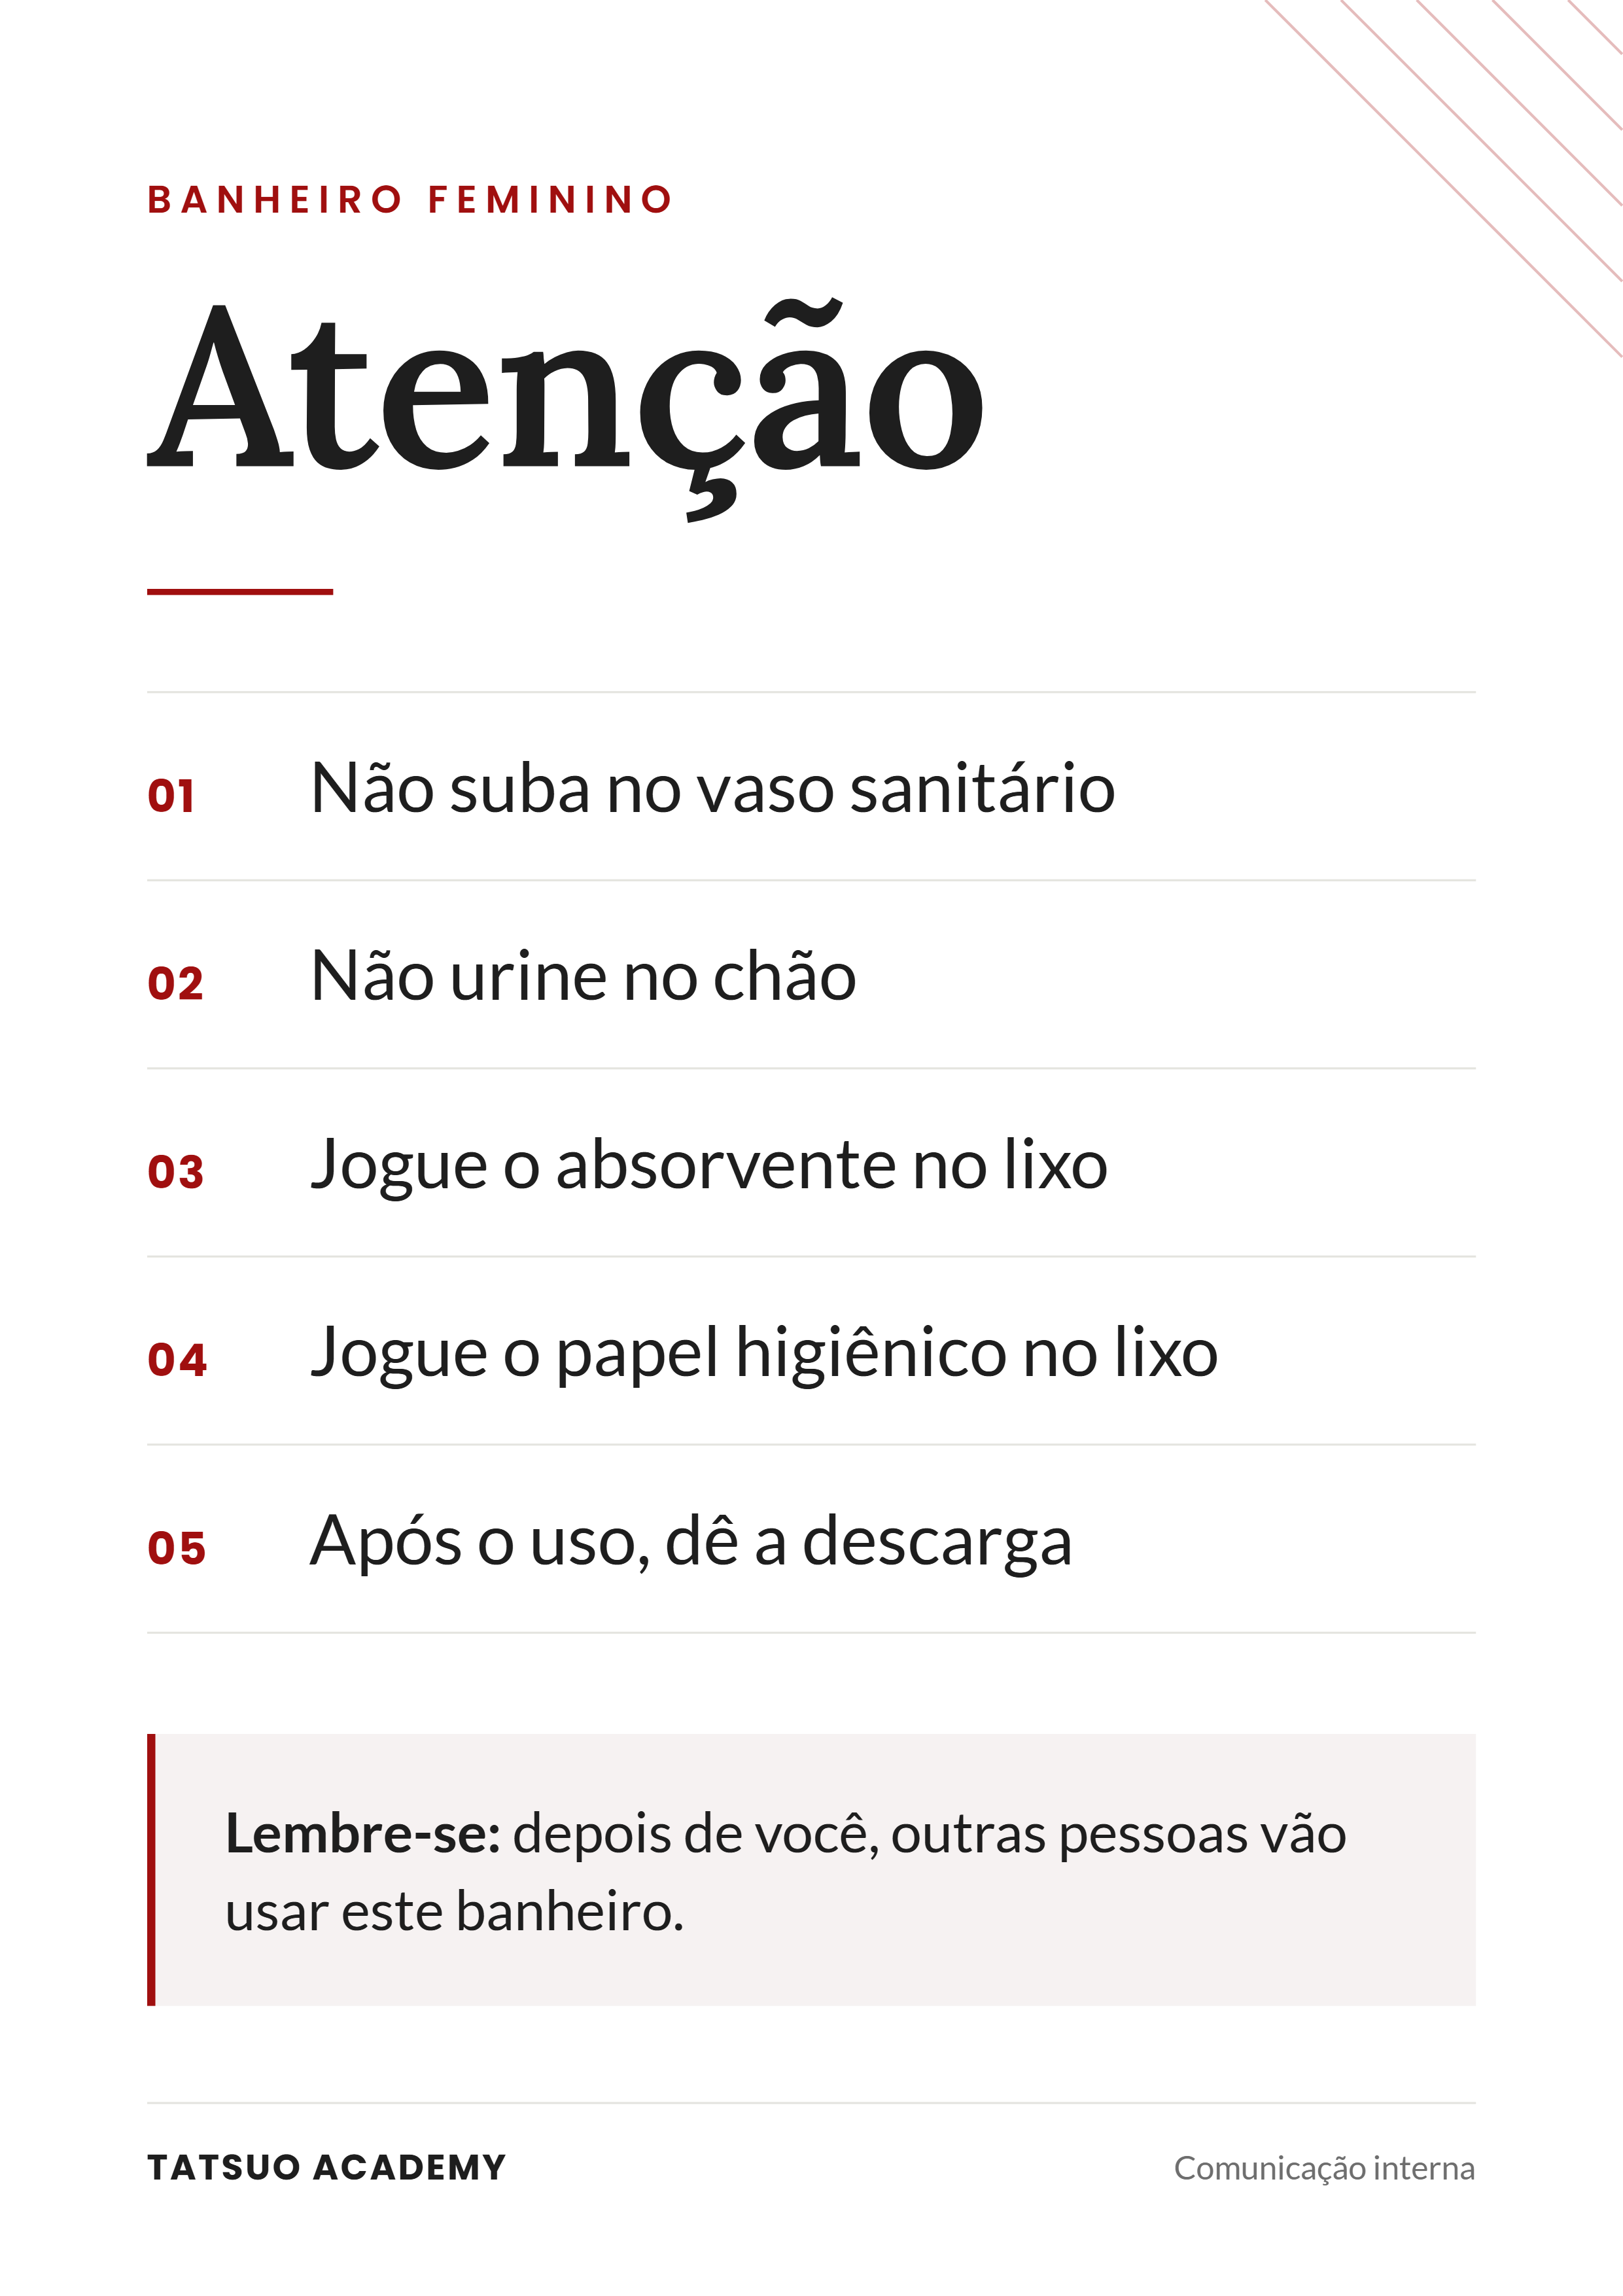 BANHEIRO FEMININO
Atenção
01 Não suba no vaso sanitário
02 Não urine no chão
03 Jogue o absorvente no lixo
04 Jogue o papel higiênico no lixo
05 Após o uso, dê a descarga
Lembre-se: depois de você, outras pessoas vão
usar este banheiro.
TATSUO ACADEMY Comunicação interna